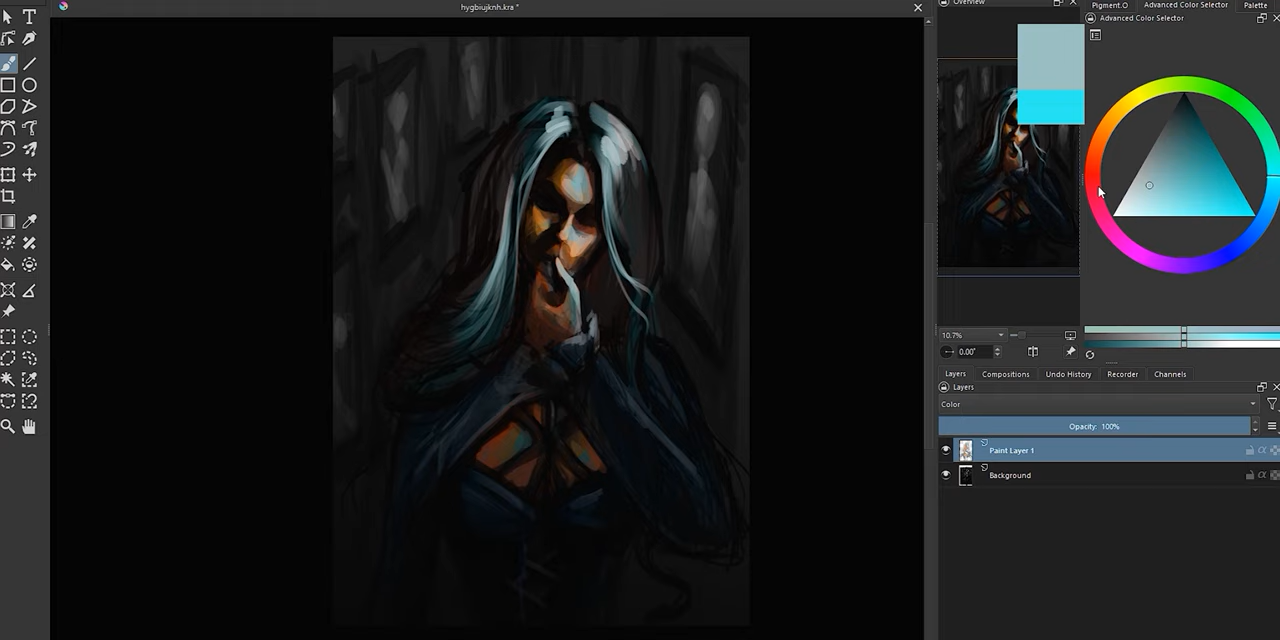 hygbiujknh.kra *
Overview
Pigment.O
Advanced Color Selector
Palette
Advanced Color Selector
10.7%
0.00°
Layers
Compositions
Undo History
Recorder
Channels
Layers
Color
Opacity: 100%
Paint Layer 1
Background